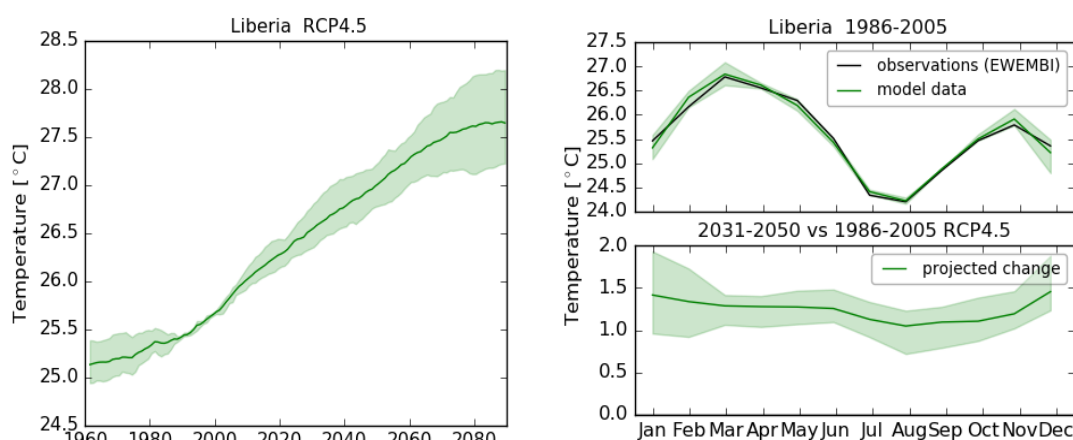 Liberia RCP4.5
Temperature [°C]
28.5
28.0
27.5
27.0
26.5
26.0
25.5
25.0
24.5
1960 1980 2000 2020 2040 2060 2080
Liberia 1986-2005
Temperature [°C]
27.5
27.0
26.5
26.0
25.5
25.0
24.5
24.0
observations (EWEMBI)
model data
2031-2050 vs 1986-2005 RCP4.5
2.0
1.5
1.0
0.5
0.0
projected change
Jan Feb Mar Apr May Jun Jul Aug Sep Oct Nov Dec